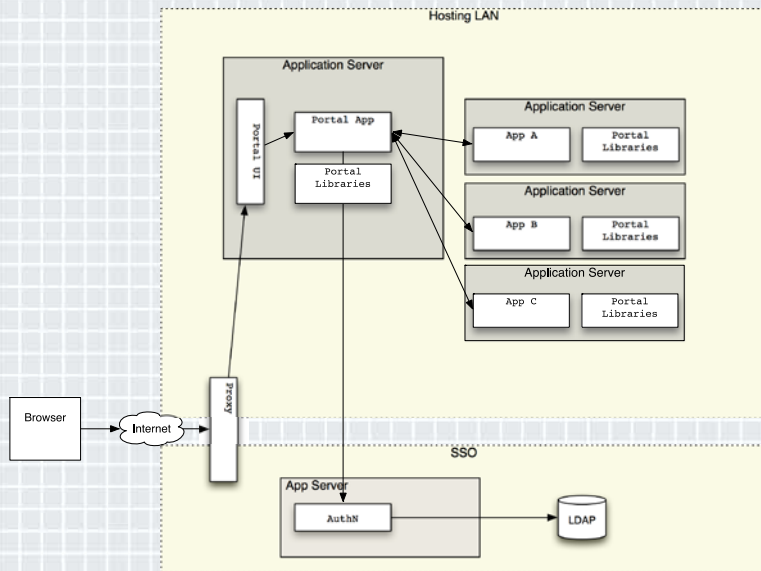 Hosting LAN
Application Server
Portal UI
Portal App
Portal
Libraries
Application Server
App A
Portal
Libraries
Application Server
App B
Portal
Libraries
Application Server
App C
Portal
Libraries
Proxy
Browser
Internet
SSO
App Server
AuthN
LDAP